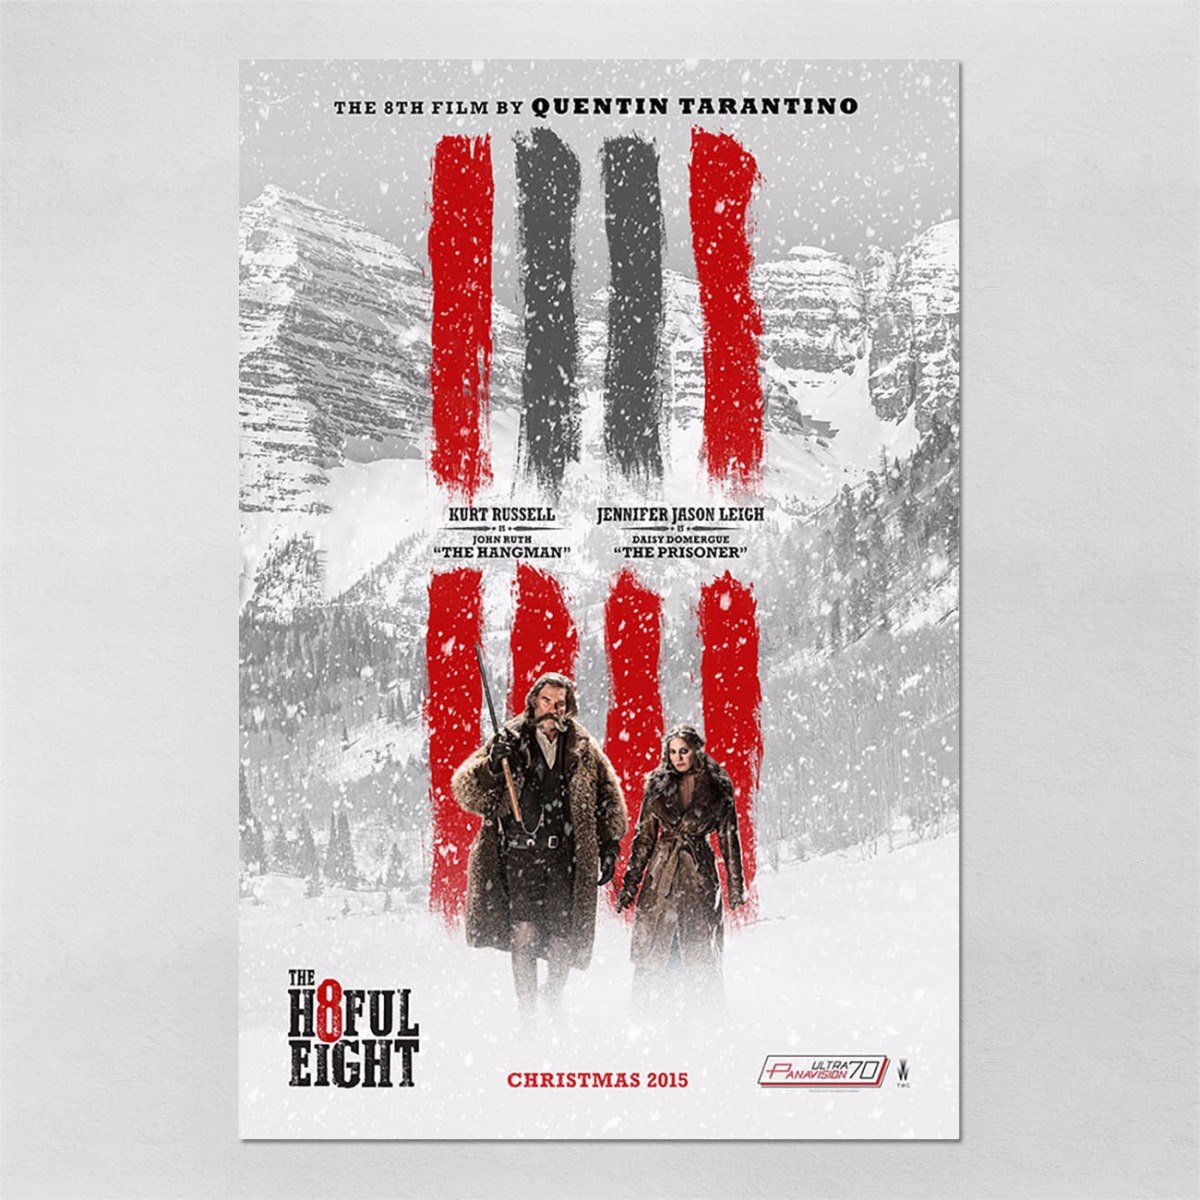 THE 8TH FILM BY QUENTIN TARANTINO
KURT RUSSELL
IS
JOHN RUTH
"THE HANGMAN"
JENNIFER JASON LEIGH
IS
DAISY DOMERGUE
"THE PRISONER"
THE
H8FUL
EIGHT
CHRISTMAS 2015
ULTRA
PANAVISION 70
TWC